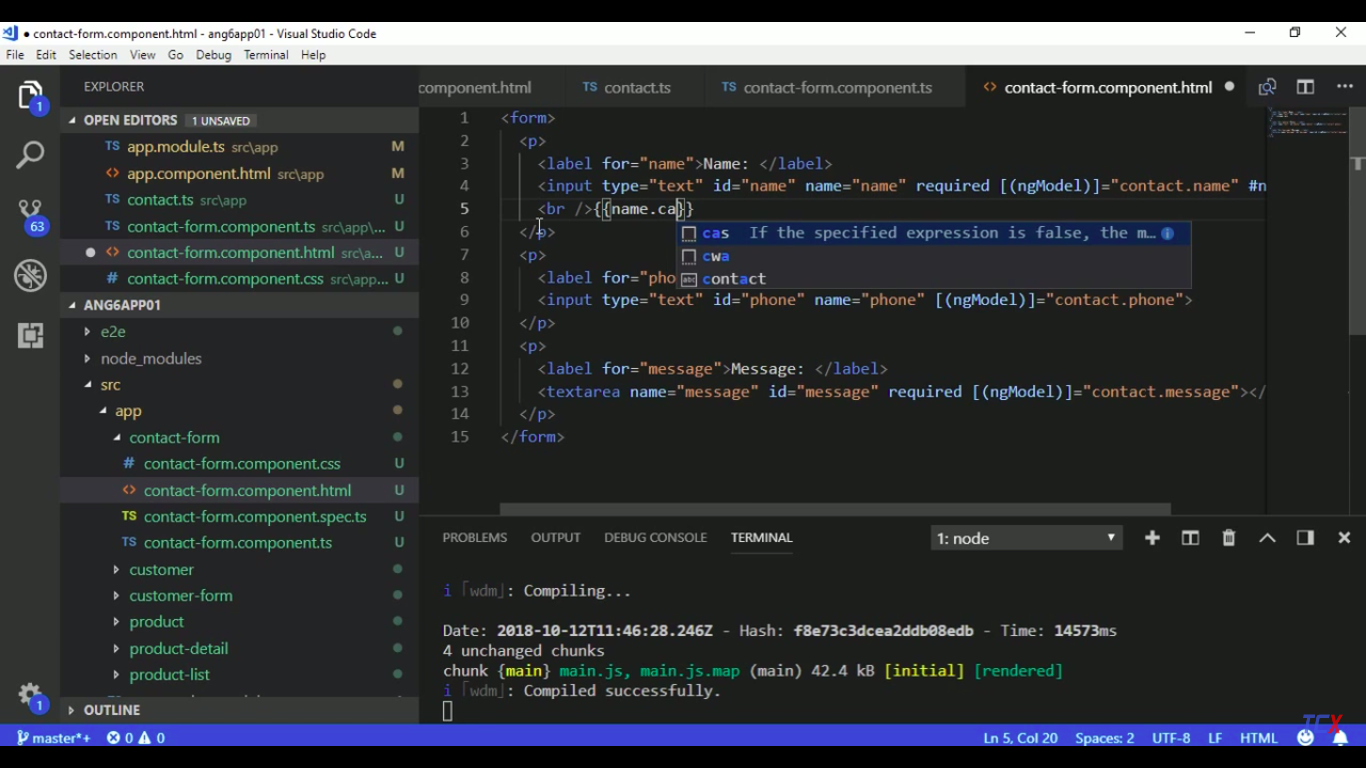 contact-form.component.html - ang6app01 - Visual Studio Code
File Edit Selection View Go Debug Terminal Help
EXPLORER
OPEN EDITORS 1 UNSAVED
TS app.module.ts src\app M
<> app.component.html src\app M
TS contact.ts src\app U
TS contact-form.component.ts src\app\... U
<> contact-form.component.html src\a... U
# contact-form.component.css src\app... U
ANG6APP01
e2e
node_modules
src
app
contact-form
# contact-form.component.css U
<> contact-form.component.html U
TS contact-form.component.spec.ts U
TS contact-form.component.ts U
customer
customer-form
product
product-detail
product-list
OUTLINE
1
63
1
component.html TS contact.ts TS contact-form.component.ts <> contact-form.component.html
1 <form>
2 <p>
3 <label for="name">Name: </label>
4 <input type="text" id="name" name="name" required [(ngModel)]="contact.name" #n
5 <br />{{name.ca}}
6 </p>
7 <p>
8 <label for="pho
9 <input type="text" id="phone" name="phone" [(ngModel)]="contact.phone">
10 </p>
11 <p>
12 <label for="message">Message: </label>
13 <textarea name="message" id="message" required [(ngModel)]="contact.message"></
14 </p>
15 </form>
cas If the specified expression is false, the m…
cwa
abc contact
PROBLEMS OUTPUT DEBUG CONSOLE TERMINAL 1: node
i ｢wdm｣: Compiling...
Date: 2018-10-12T11:46:28.246Z - Hash: f8e73c3dcea2ddb08edb - Time: 14573ms
4 unchanged chunks
chunk {main} main.js, main.js.map (main) 42.4 kB [initial] [rendered]
i ｢wdm｣: Compiled successfully.
TCX
master*+ 0 0 Ln 5, Col 20 Spaces: 2 UTF-8 LF HTML